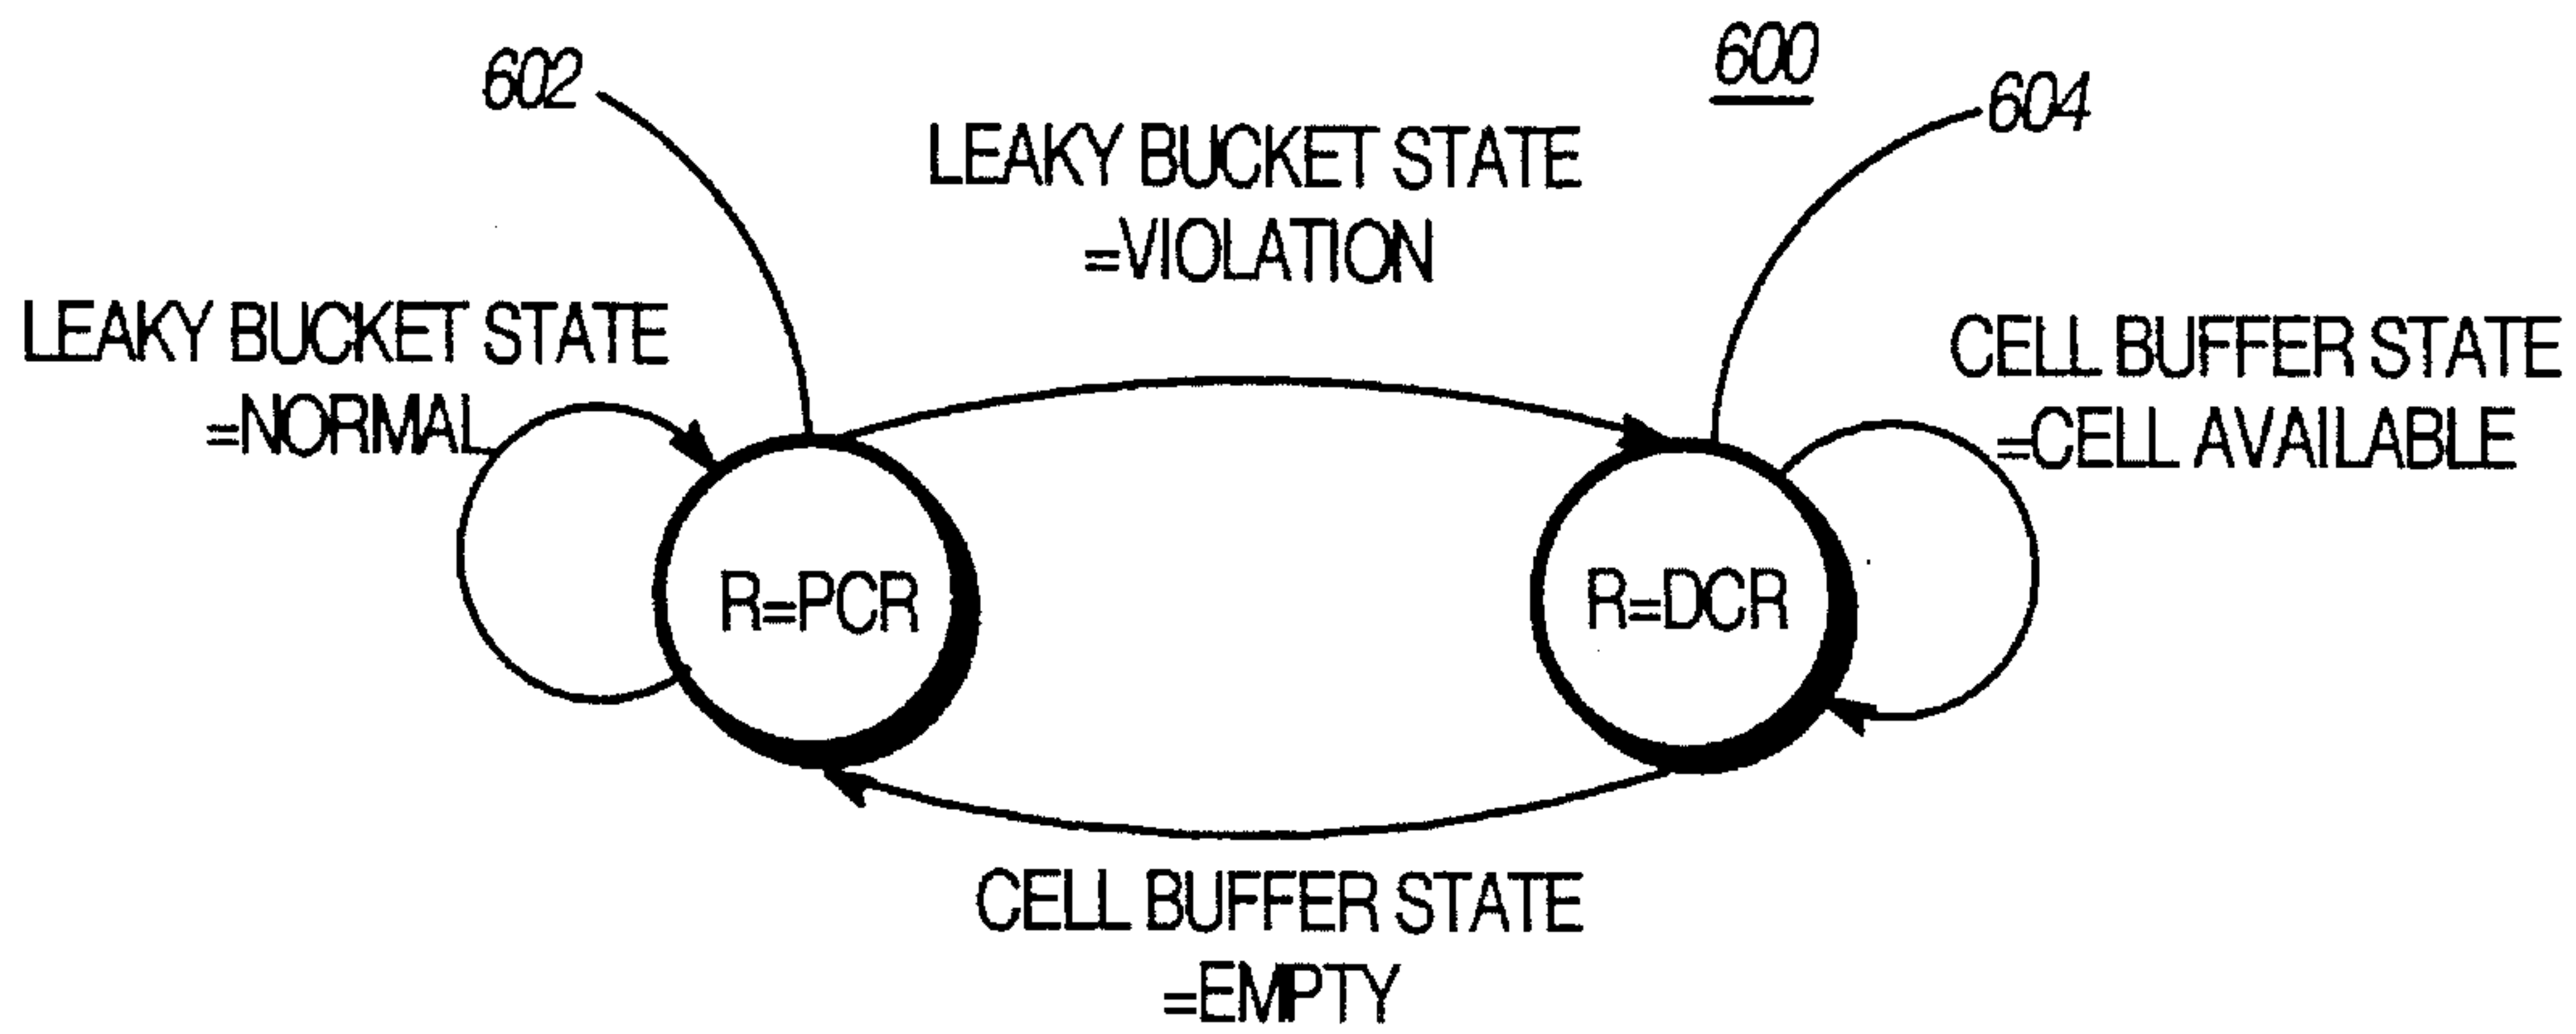 602
600
604
LEAKY BUCKET STATE
=VIOLATION
LEAKY BUCKET STATE
=NORMAL
CELL BUFFER STATE
=CELL AVAILABLE
R=PCR
R=DCR
CELL BUFFER STATE
=EMPTY